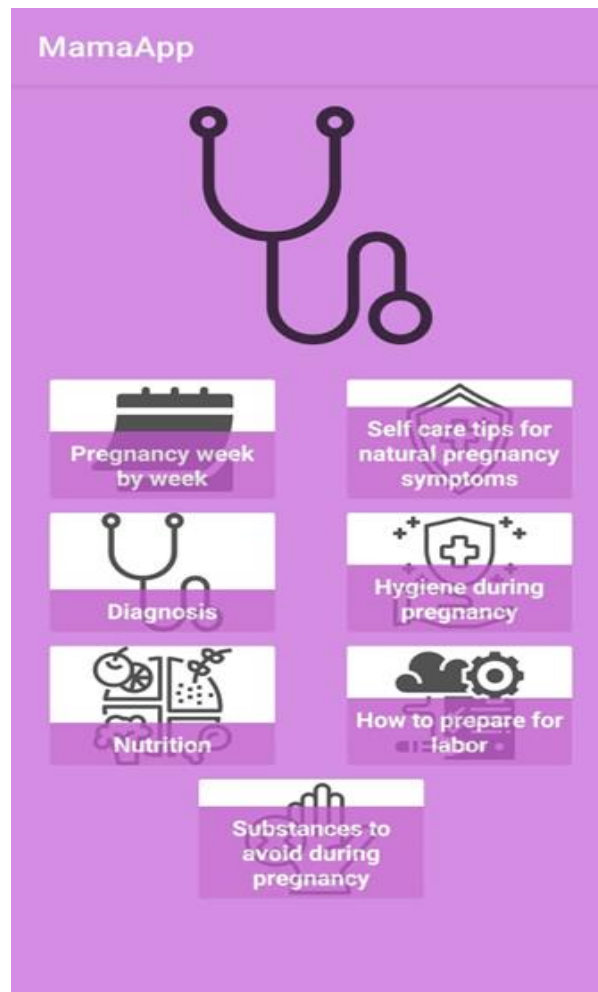 MamaApp
Pregnancy week
by week
Self care tips for
natural pregnancy
symptoms
Diagnosis
Hygiene during
pregnancy
Nutrition
How to prepare for
labor
Substances to
avoid during
pregnancy